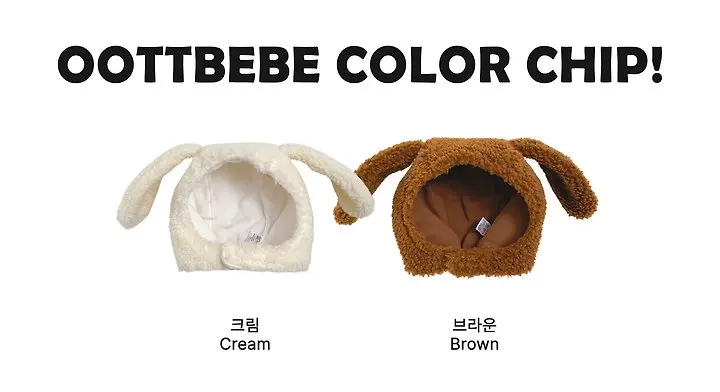 OOTTBEBE COLOR CHIP!
크림
브라운
Cream
Brown